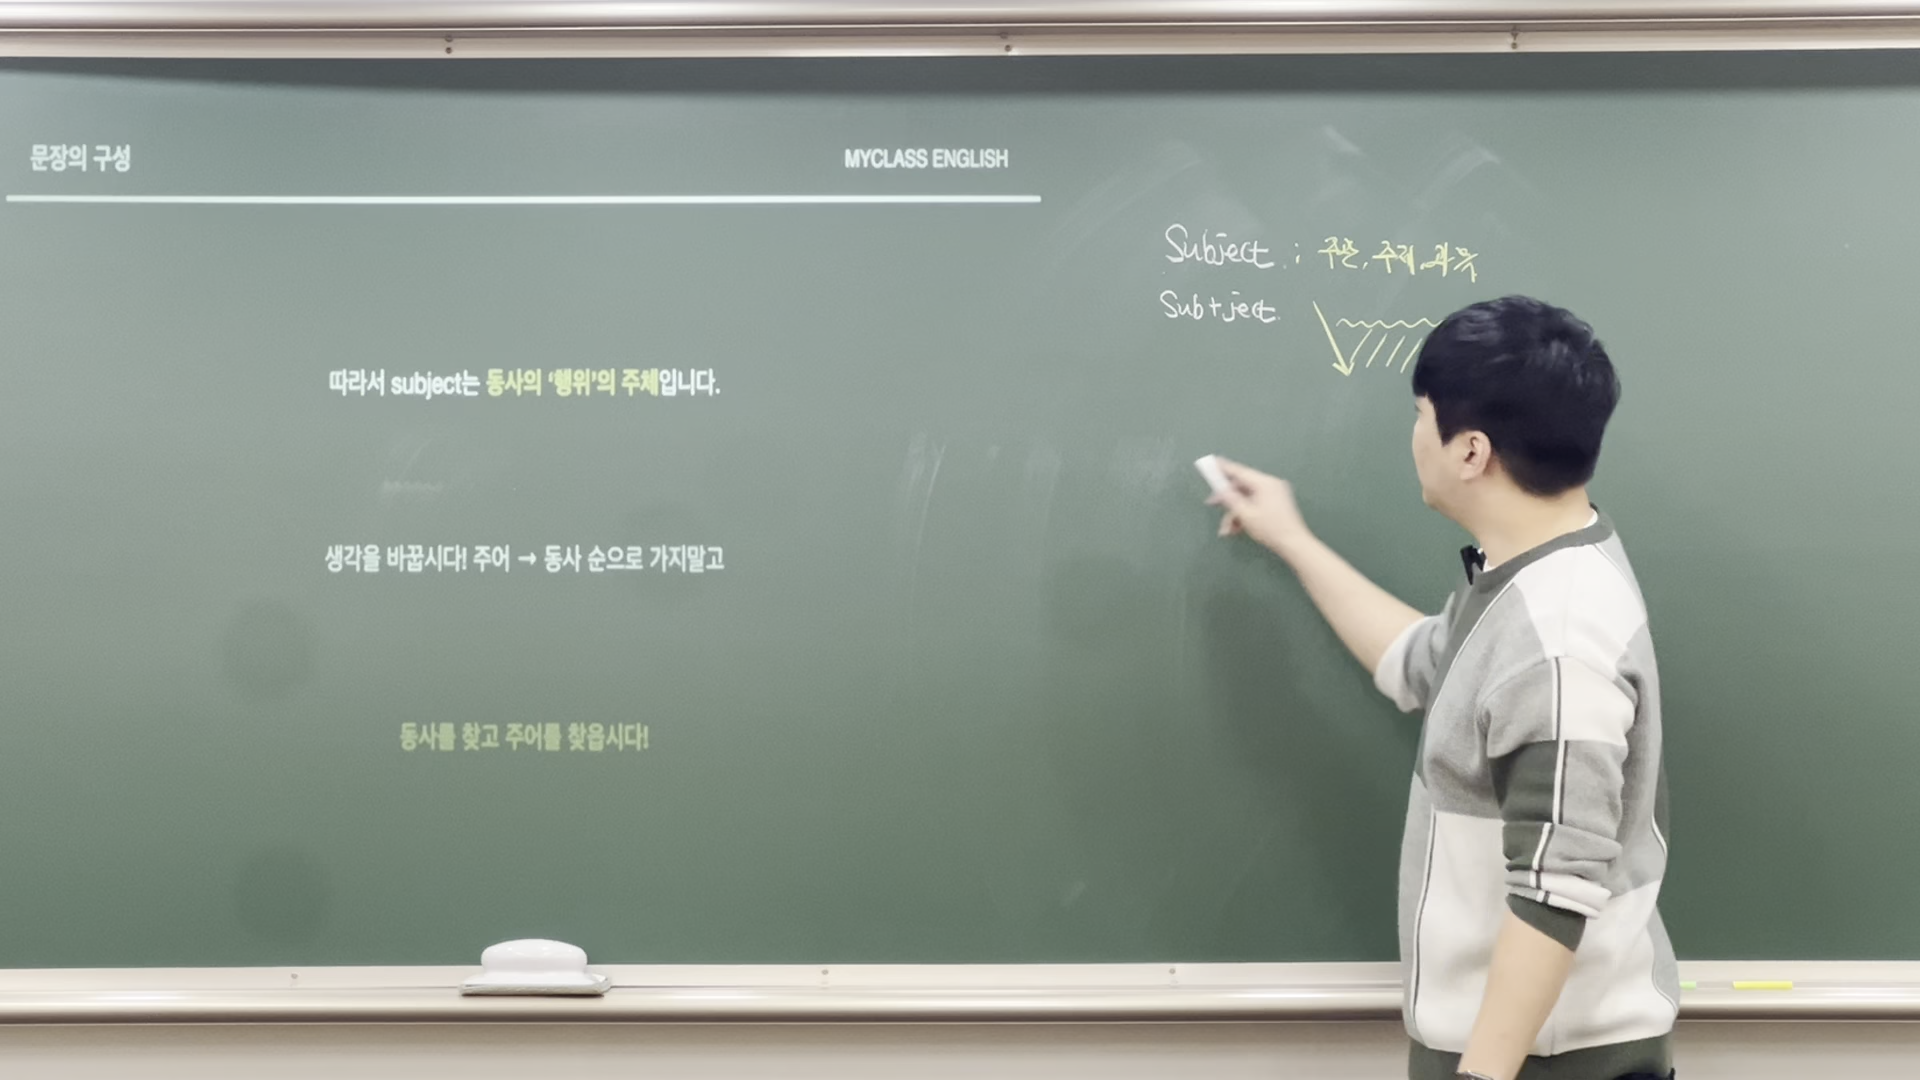 문장의 구성
MYCLASS ENGLISH
따라서 subject는 동사의 ‘행위’의 주체입니다.
생각을 바꿉시다! 주어 → 동사 순으로 가지말고
동사를 찾고 주어를 찾읍시다!
Subject : 주관, 주제, 과목
Sub+ject.